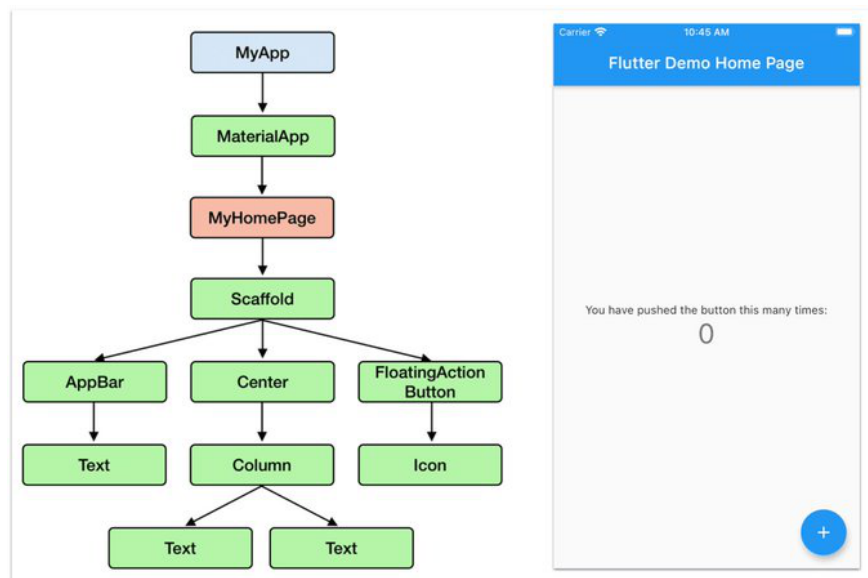 MyApp
MaterialApp
MyHomePage
Scaffold
AppBar
Center
FloatingAction
Button
Text
Column
Icon
Text
Text
Carrier
10:45 AM
Flutter Demo Home Page
You have pushed the button this many times:
0
+